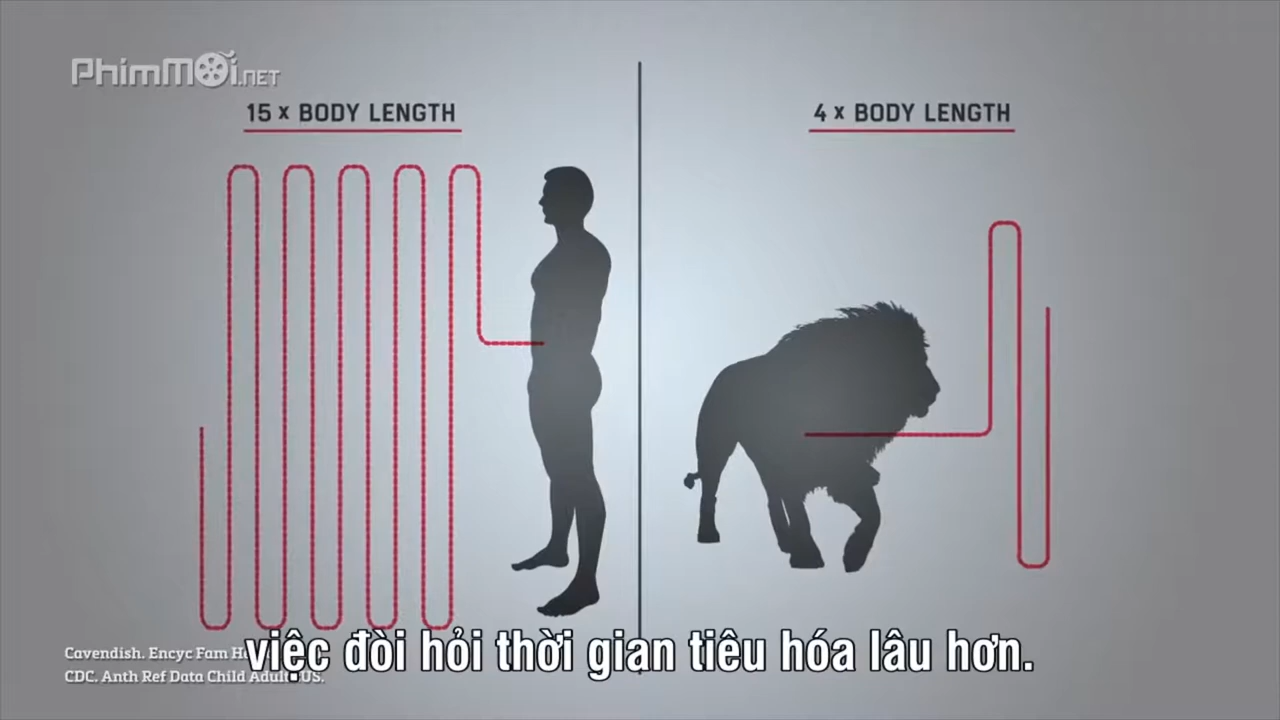 PhimMới.NET
15 x BODY LENGTH
4 x BODY LENGTH
Cavendish. Encyc Fam H
CDC. Anth Ref Data Child Adult US.
việc đòi hỏi thời gian tiêu hóa lâu hơn.